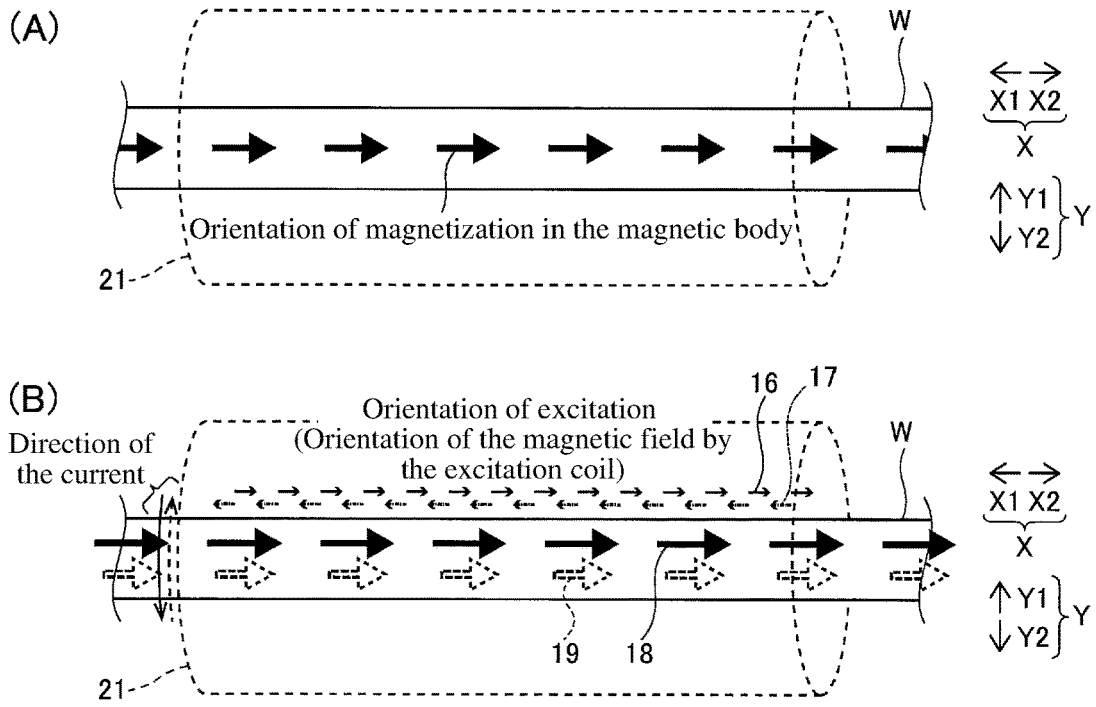 (A)
W
X1 X2
X
Y1
Y
Y2
Orientation of magnetization in the magnetic body
21
(B)
16
17
Orientation of excitation
(Orientation of the magnetic field by
the excitation coil)
Direction of
the current
W
X1 X2
X
Y1
Y
Y2
19
18
21